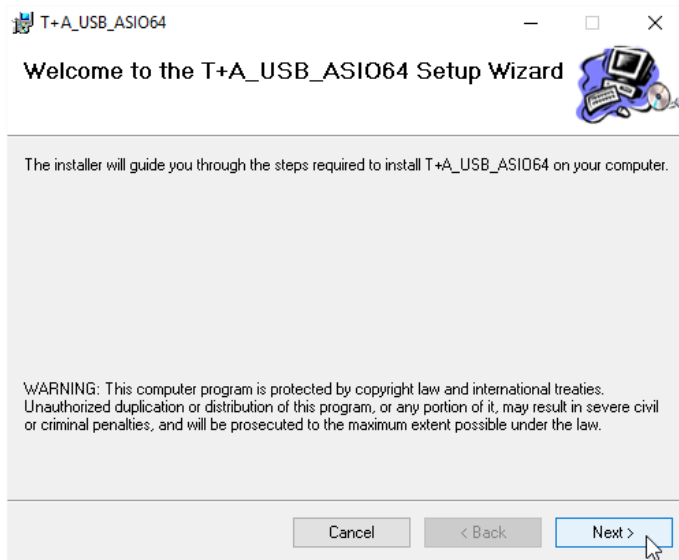 T+A_USB_ASIO64
Welcome to the T+A_USB_ASIO64 Setup Wizard
The installer will guide you through the steps required to install T+A_USB_ASIO64 on your computer.
WARNING: This computer program is protected by copyright law and international treaties.
Unauthorized duplication or distribution of this program, or any portion of it, may result in severe civil
or criminal penalties, and will be prosecuted to the maximum extent possible under the law.
Cancel < Back Next >